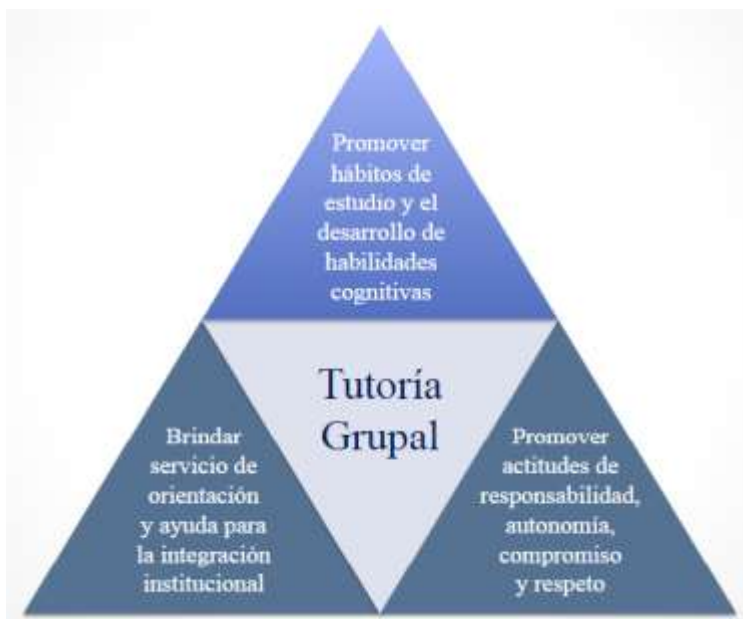 Promover
hábitos de
estudio y el
desarrollo de
habilidades
cognitivas
Tutoría
Grupal
Brindar
servicio de
orientación
y ayuda para
la integración
institucional
Promover
actitudes de
responsabilidad,
autonomía,
compromiso
y respeto